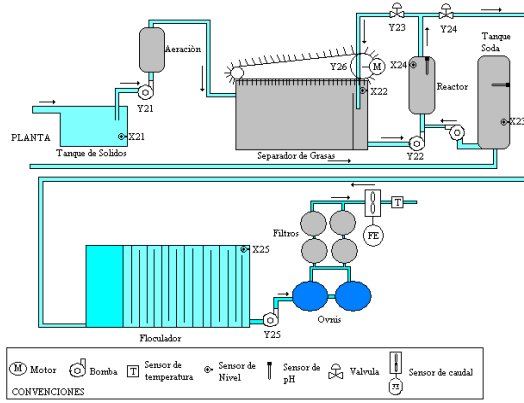 Y23
Y24
Tanque
Soda
Aeraciòn
Y26
M
X24
X22
Reactor
Y21
X23
PLANTA
X21
Tanque de Solidos
Separador de Grasas
Y22
Filtros
T
FE
X25
Ovnis
Y25
Floculador
M
Motor
Bomba
T
Sensor de
temperatura
Sensor de
Nivel
Sensor de
pH
Valvula
FE
Sensor de caudal
CONVENCIONES